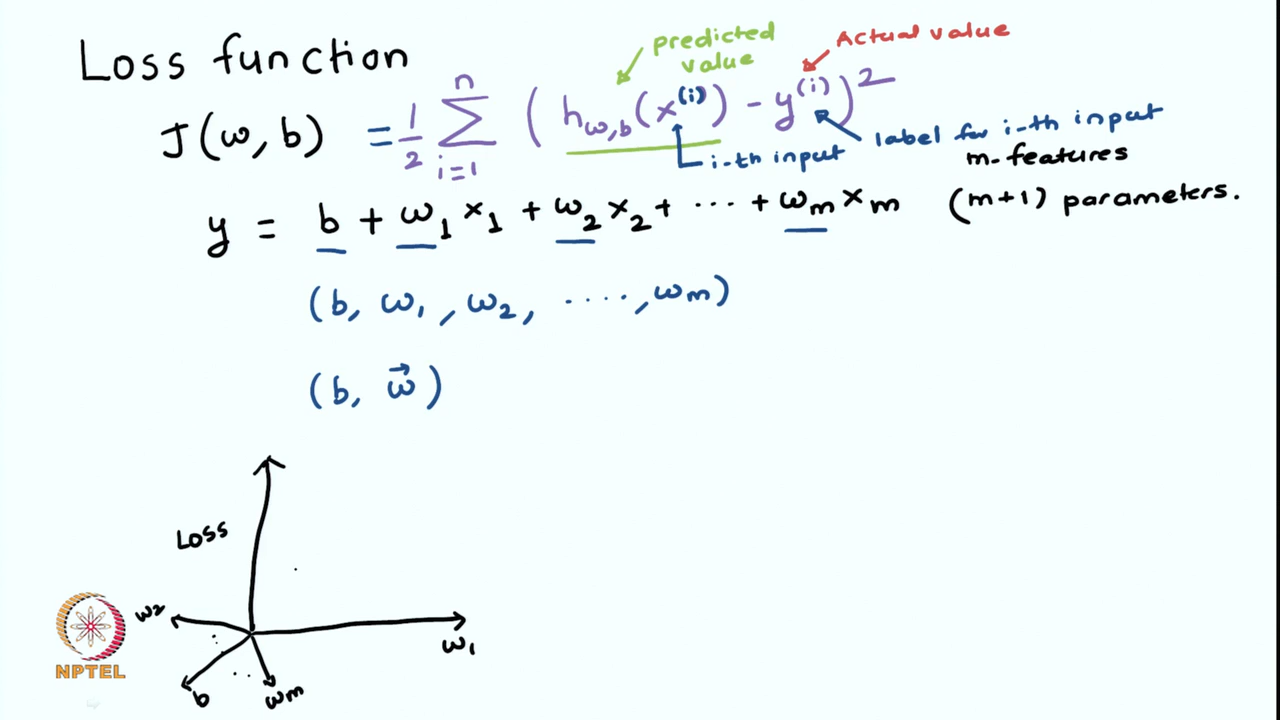 Loss function
predicted value
Actual value
J(ω, b) = 1/2 Σ_{i=1}^{n} ( h_{ω,b}(x^{(i)}) - y^{(i)} )^2
i-th input
label for i-th input
m-features
y = b + ω_1 x_1 + ω_2 x_2 + ... + ω_m x_m (m+1) parameters.
(b, ω_1, ω_2, ....., ω_m)
(b, ω⃗)
Loss
ω_2
ω_1
b
ω_m
NPTEL